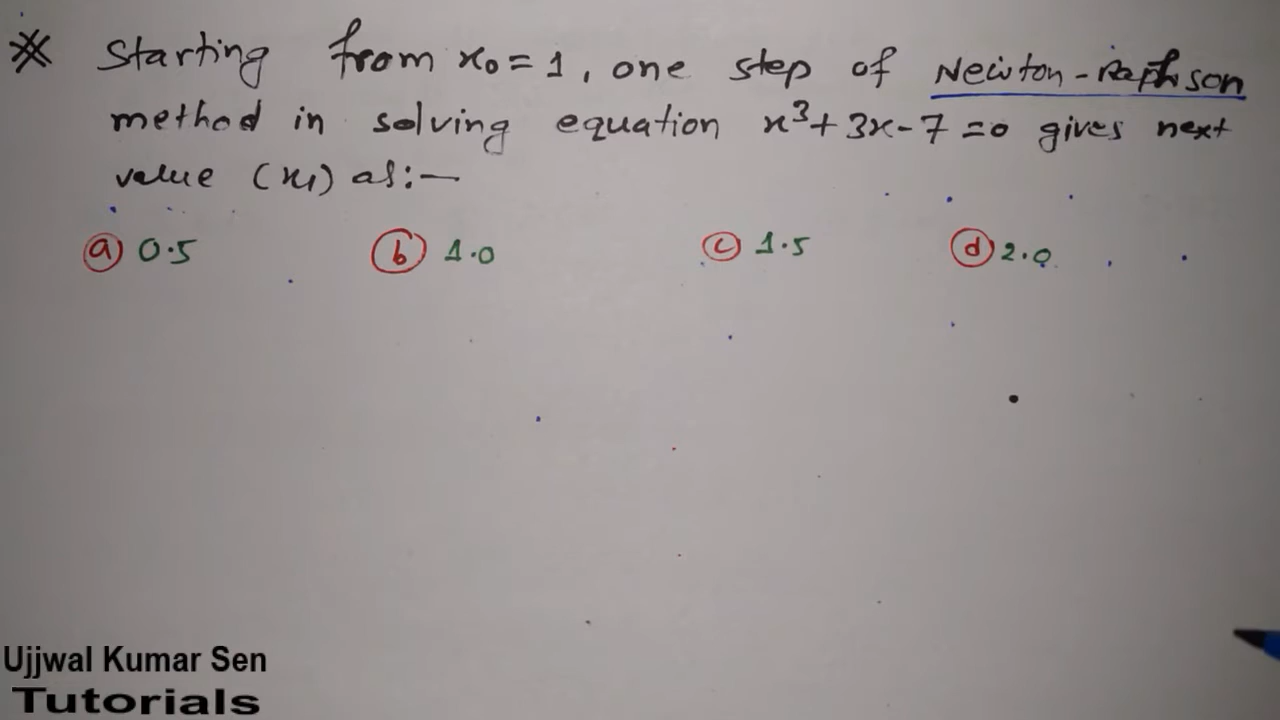 ※ Starting from x₀ = 1, one step of Newton-Raphson
method in solving equation x³ + 3x - 7 = 0 gives next
value (x₁) as:—
ⓐ 0.5 ⓑ 1.0 ⓒ 1.5 ⓓ 2.0
Ujjwal Kumar Sen
Tutorials